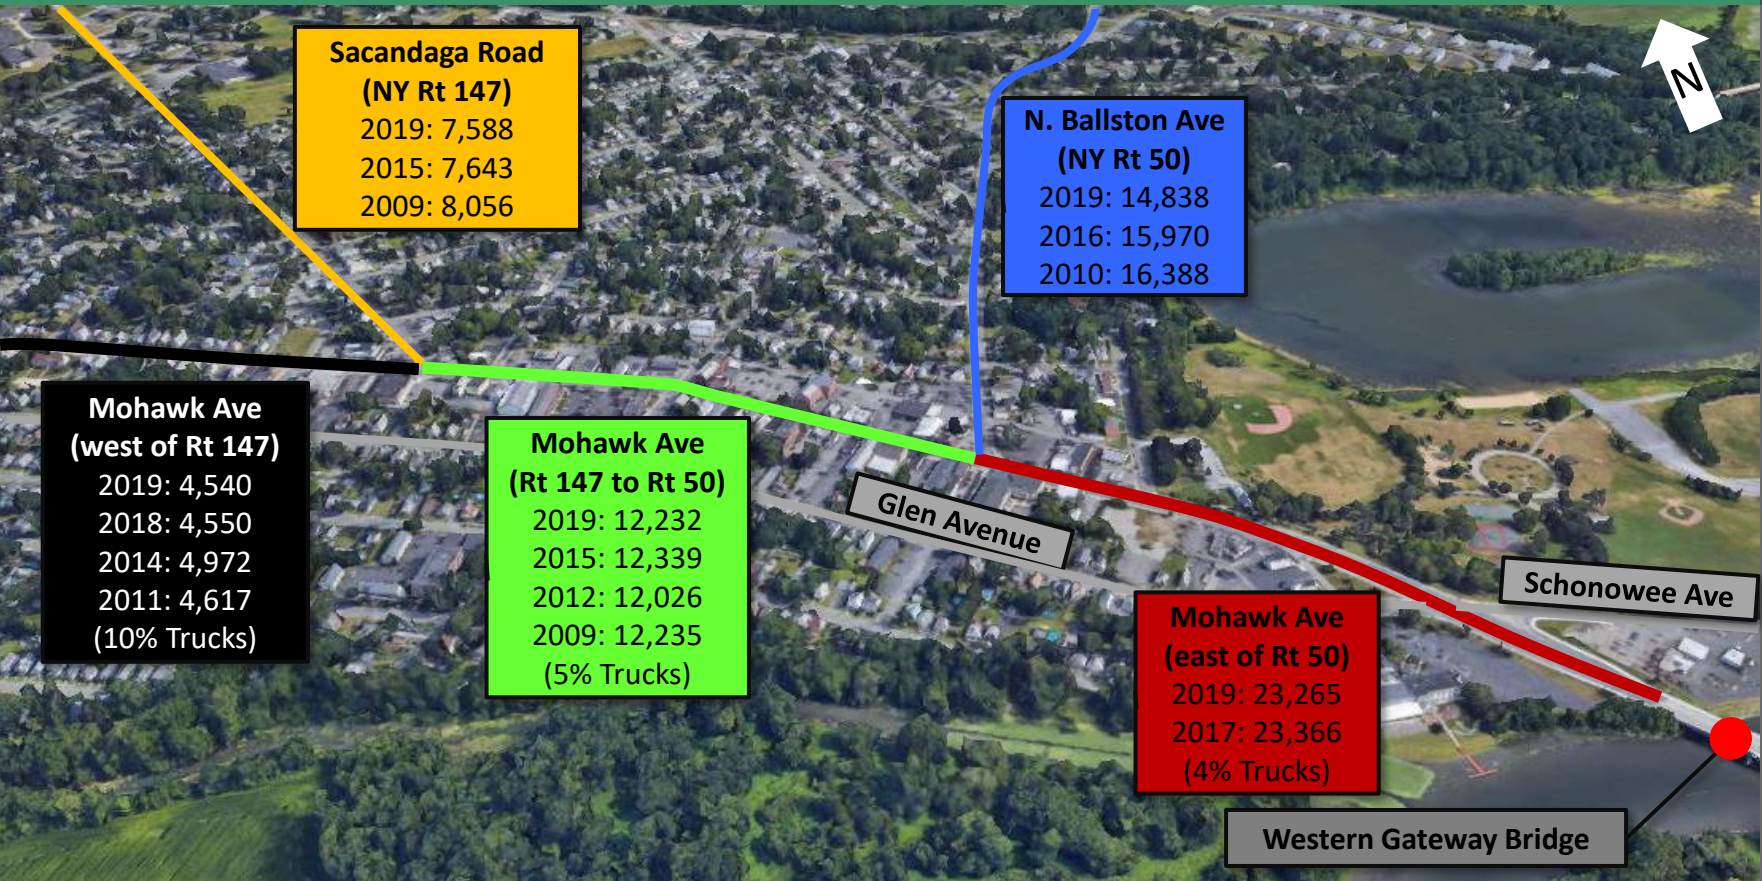 Sacandaga Road
(NY Rt 147)
2019: 7,588
2015: 7,643
2009: 8,056
N. Ballston Ave
(NY Rt 50)
2019: 14,838
2016: 15,970
2010: 16,388
N
Mohawk Ave
(west of Rt 147)
2019: 4,540
2018: 4,550
2014: 4,972
2011: 4,617
(10% Trucks)
Mohawk Ave
(Rt 147 to Rt 50)
2019: 12,232
2015: 12,339
2012: 12,026
2009: 12,235
(5% Trucks)
Glen Avenue
Schonowee Ave
Mohawk Ave
(east of Rt 50)
2019: 23,265
2017: 23,366
(4% Trucks)
Western Gateway Bridge